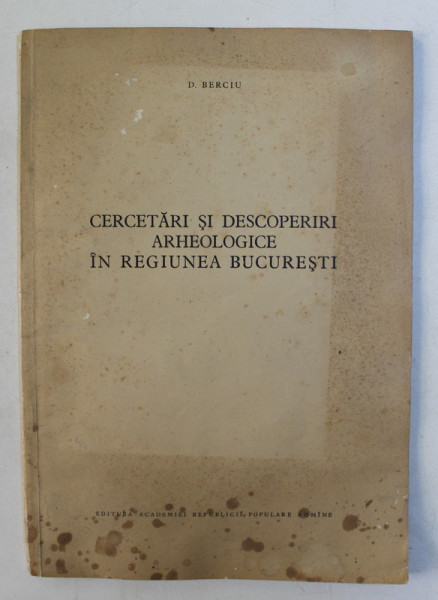 D. BERCIU
CERCETĂRI ȘI DESCOPERIRI
ARHEOLOGICE
ÎN REGIUNEA BUCUREȘTI
EDITURA ACADEMIEI REPUBLICII POPULARE ROMÎNE